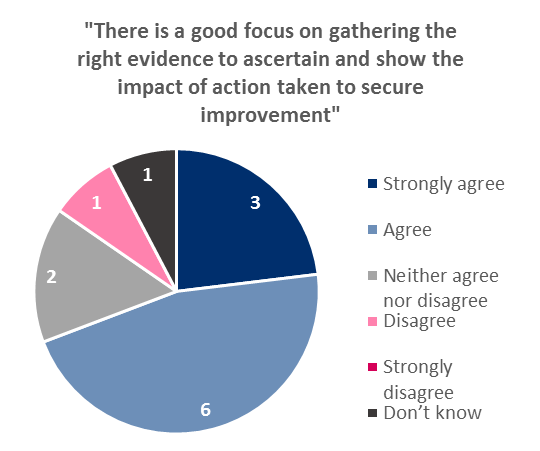 "There is a good focus on gathering the
right evidence to ascertain and show the
impact of action taken to secure
improvement"
1
3
1
2
6
Strongly agree
Agree
Neither agree
nor disagree
Disagree
Strongly
disagree
Don’t know